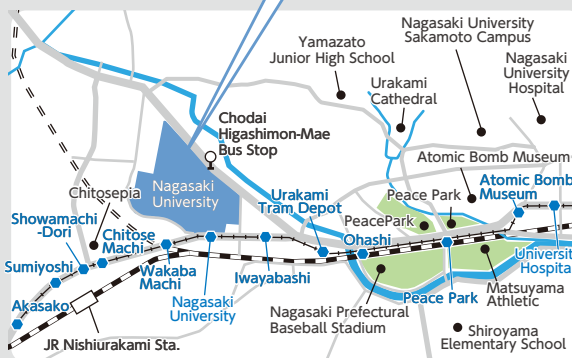 Nagasaki University
Sakamoto Campus
Yamazato
Junior High School
Nagasaki
University
Hospital
Urakami
Cathedral
Chodai
Higashimon-Mae
Bus Stop
Atomic Bomb Museum
Nagasaki
University
Chitosepia
Urakami
Tram Depot
Peace Park
Atomic Bomb
Museum
Showamachi
-Dori
Chitose
Machi
PeacePark
Ohashi
Sumiyoshi
Wakaba
Machi
Iwayabashi
University
Hospital
Akasako
Nagasaki
University
Nagasaki Prefectural
Baseball Stadium
Peace Park
Matsuyama
Athletic
JR Nishiurakami Sta.
Shiroyama
Elementary School